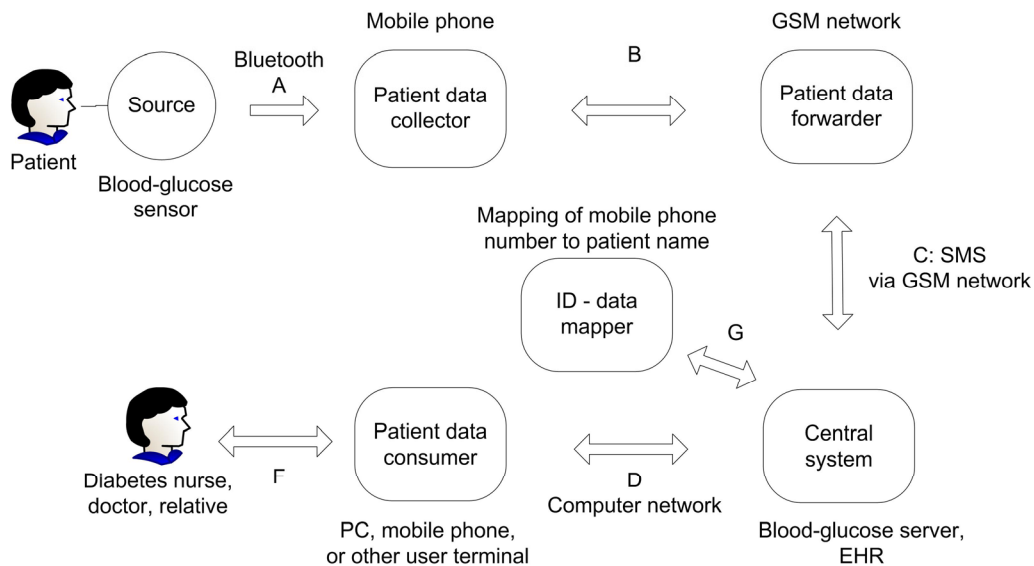 Mobile phone
GSM network
Bluetooth
A
B
Source
Patient data
collector
Patient data
forwarder
Patient
Blood-glucose
sensor
Mapping of mobile phone
number to patient name
C: SMS
via GSM network
ID - data
mapper
G
Patient data
consumer
Central
system
F
D
Diabetes nurse,
doctor, relative
Computer network
PC, mobile phone,
or other user terminal
Blood-glucose server,
EHR